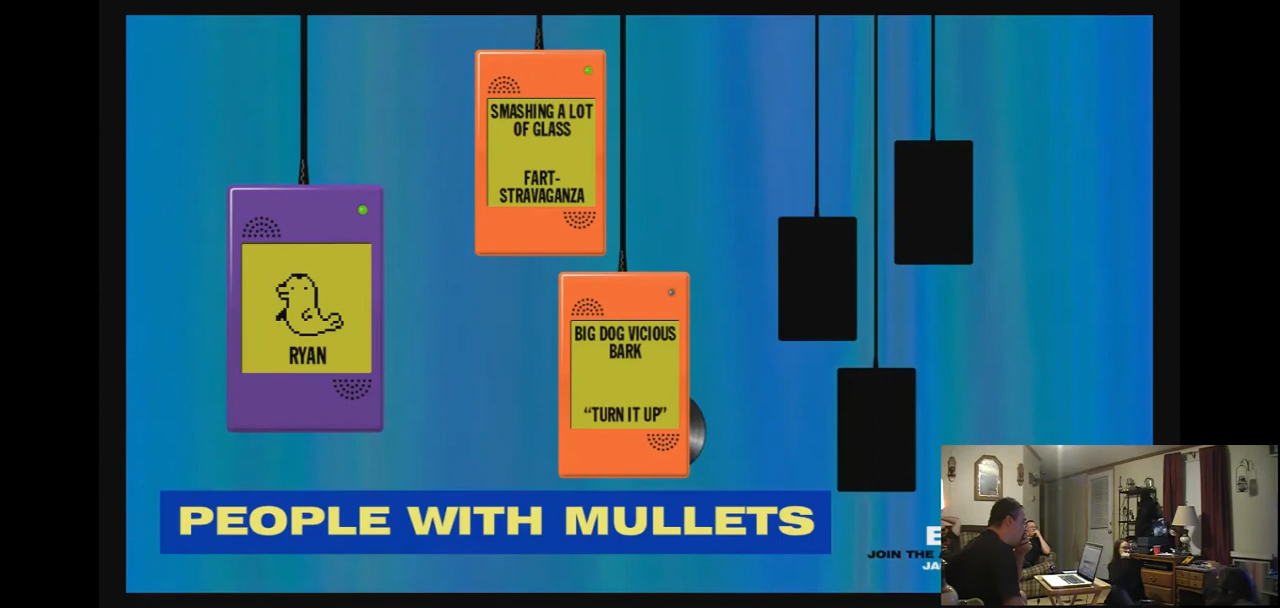 SMASHING A LOT
OF GLASS
FART-
STRAVAGANZA
RYAN
BIG DOG VICIOUS
BARK
“TURN IT UP”
PEOPLE WITH MULLETS
JOIN THE